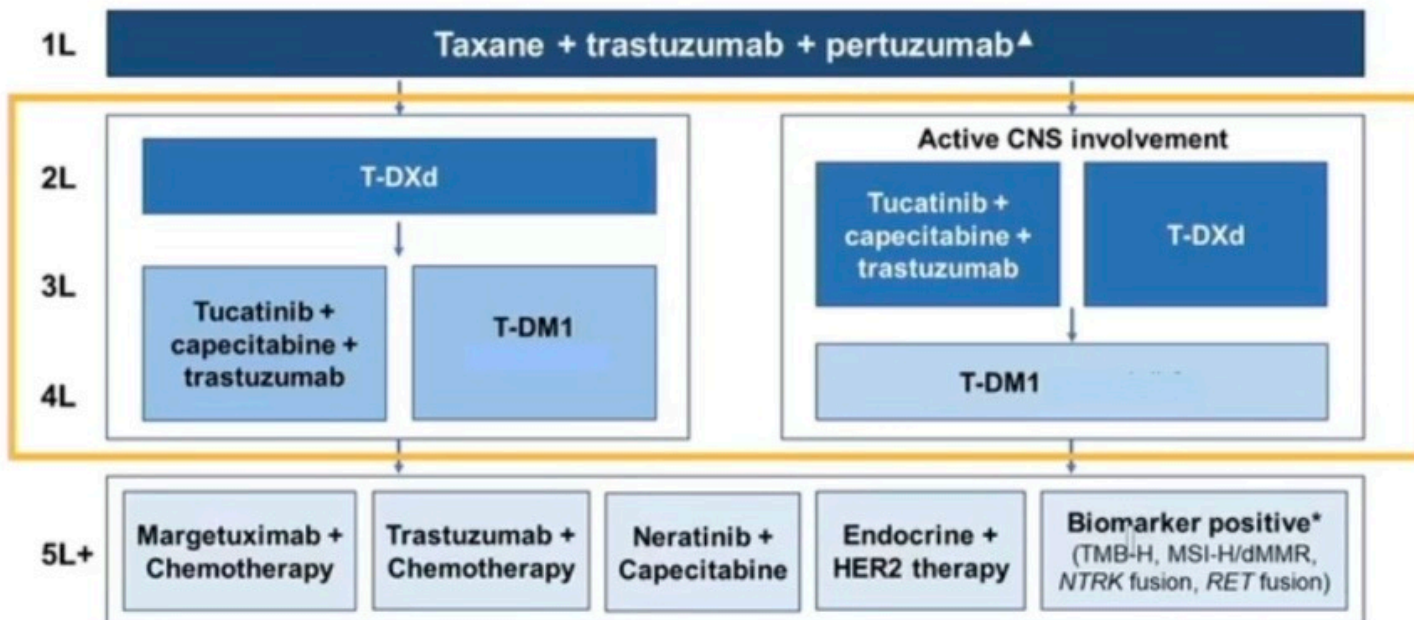 1L
Taxane + trastuzumab + pertuzumab▲
Active CNS involvement
2L
T-DXd
Tucatinib +
capecitabine +
trastuzumab
T-DXd
3L
Tucatinib +
capecitabine +
trastuzumab
T-DM1
4L
T-DM1
5L+
Margetuximab +
Chemotherapy
Trastuzumab +
Chemotherapy
Neratinib +
Capecitabine
Endocrine +
HER2 therapy
Biomarker positive*
(TMB-H, MSI-H/dMMR,
NTRK fusion, RET fusion)